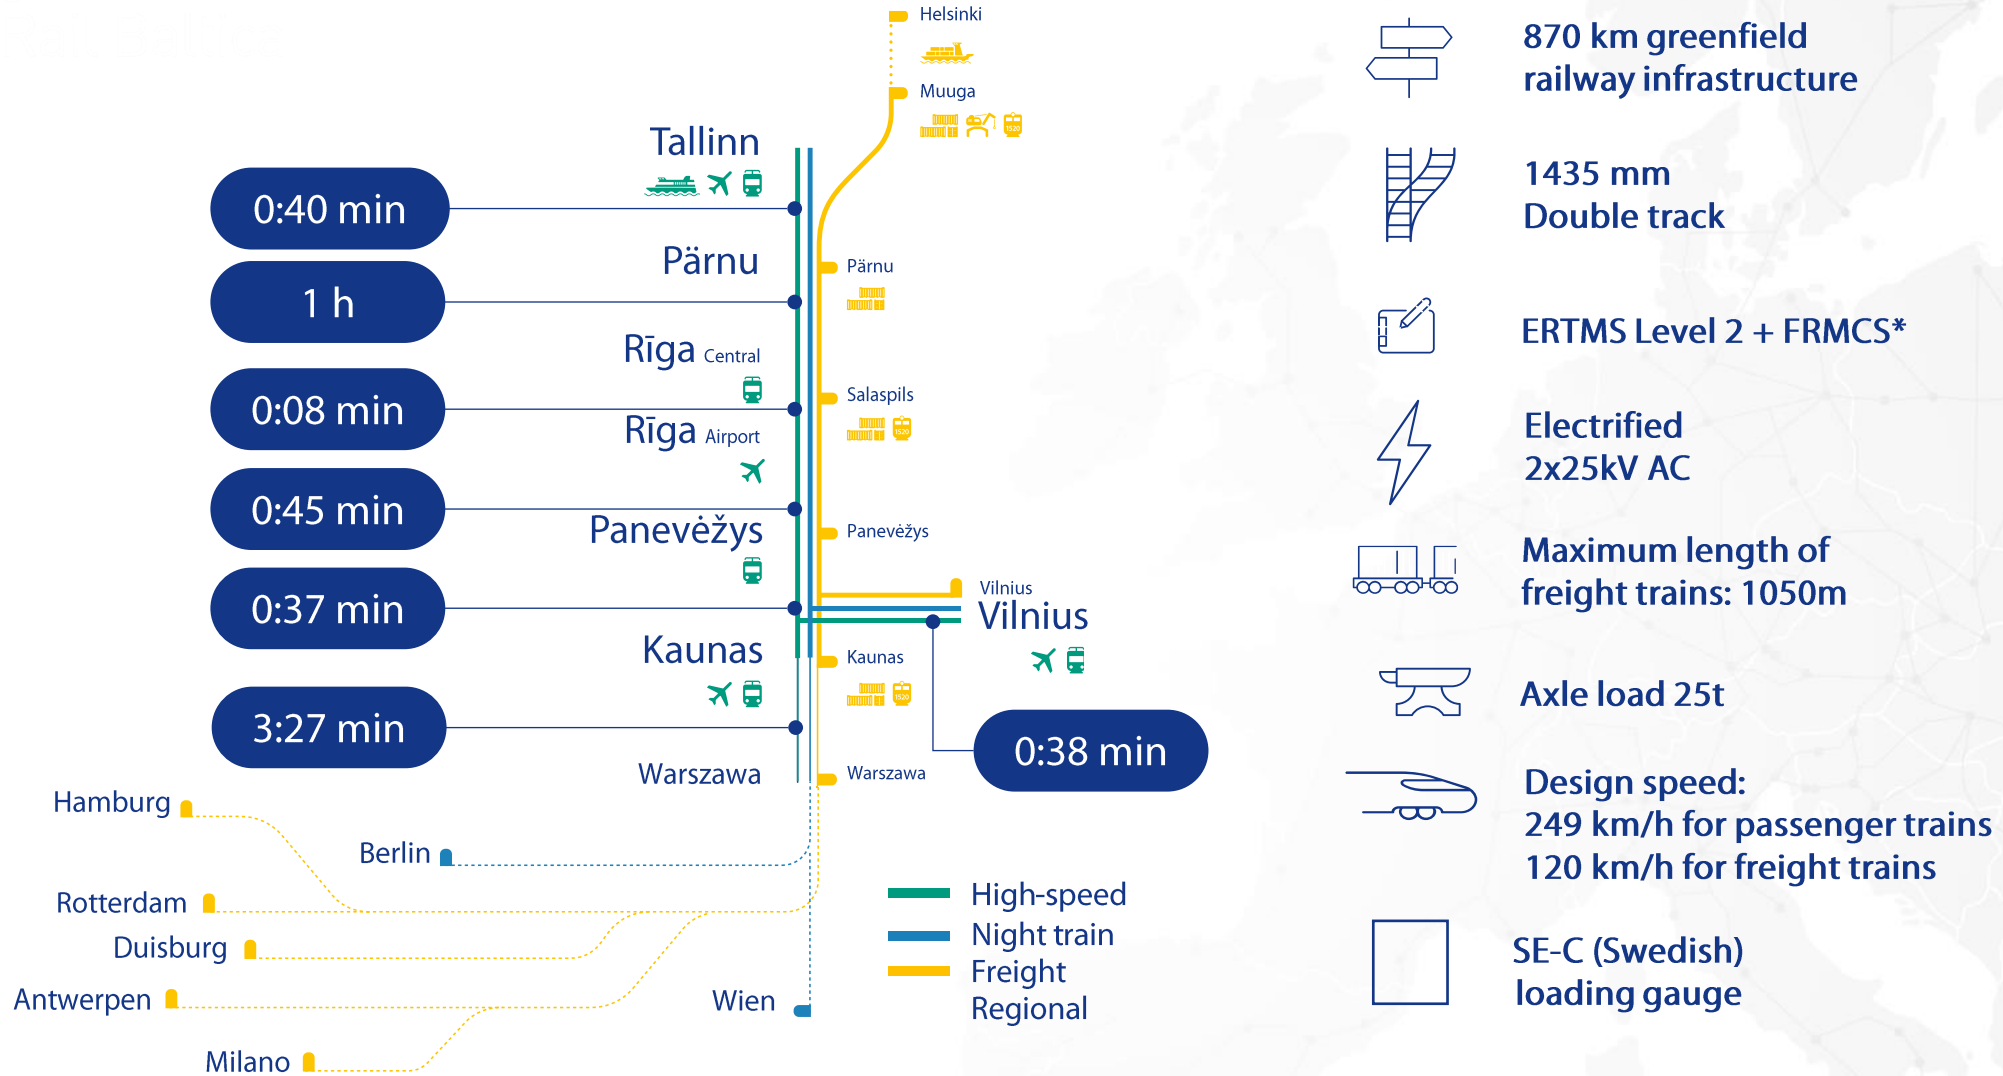 Helsinki
Muuga
1520
Tallinn
0:40 min
Pärnu
Pärnu
1 h
Rīga Central
0:08 min
Salaspils
1520
Rīga Airport
0:45 min
Panevėžys
Panevėžys
0:37 min
Vilnius
Vilnius
Kaunas
Kaunas
1520
3:27 min
0:38 min
Warszawa
Warszawa
Hamburg
Berlin
Rotterdam
Duisburg
Antwerpen
Milano
Wien
High-speed
Night train
Freight
Regional
870 km greenfield
railway infrastructure
1435 mm
Double track
ERTMS Level 2 + FRMCS*
Electrified
2x25kV AC
Maximum length of
freight trains: 1050m
Axle load 25t
Design speed:
249 km/h for passenger trains
120 km/h for freight trains
SE-C (Swedish)
loading gauge